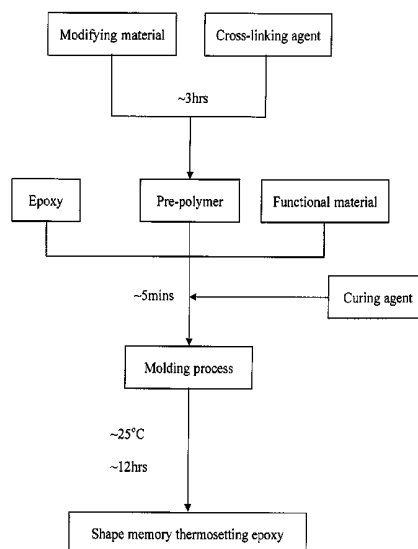 Modifying material
Cross-linking agent
~3hrs
Epoxy
Pre-polymer
Functional material
~5mins
Curing agent
Molding process
~25°C
~12hrs
Shape memory thermosetting epoxy